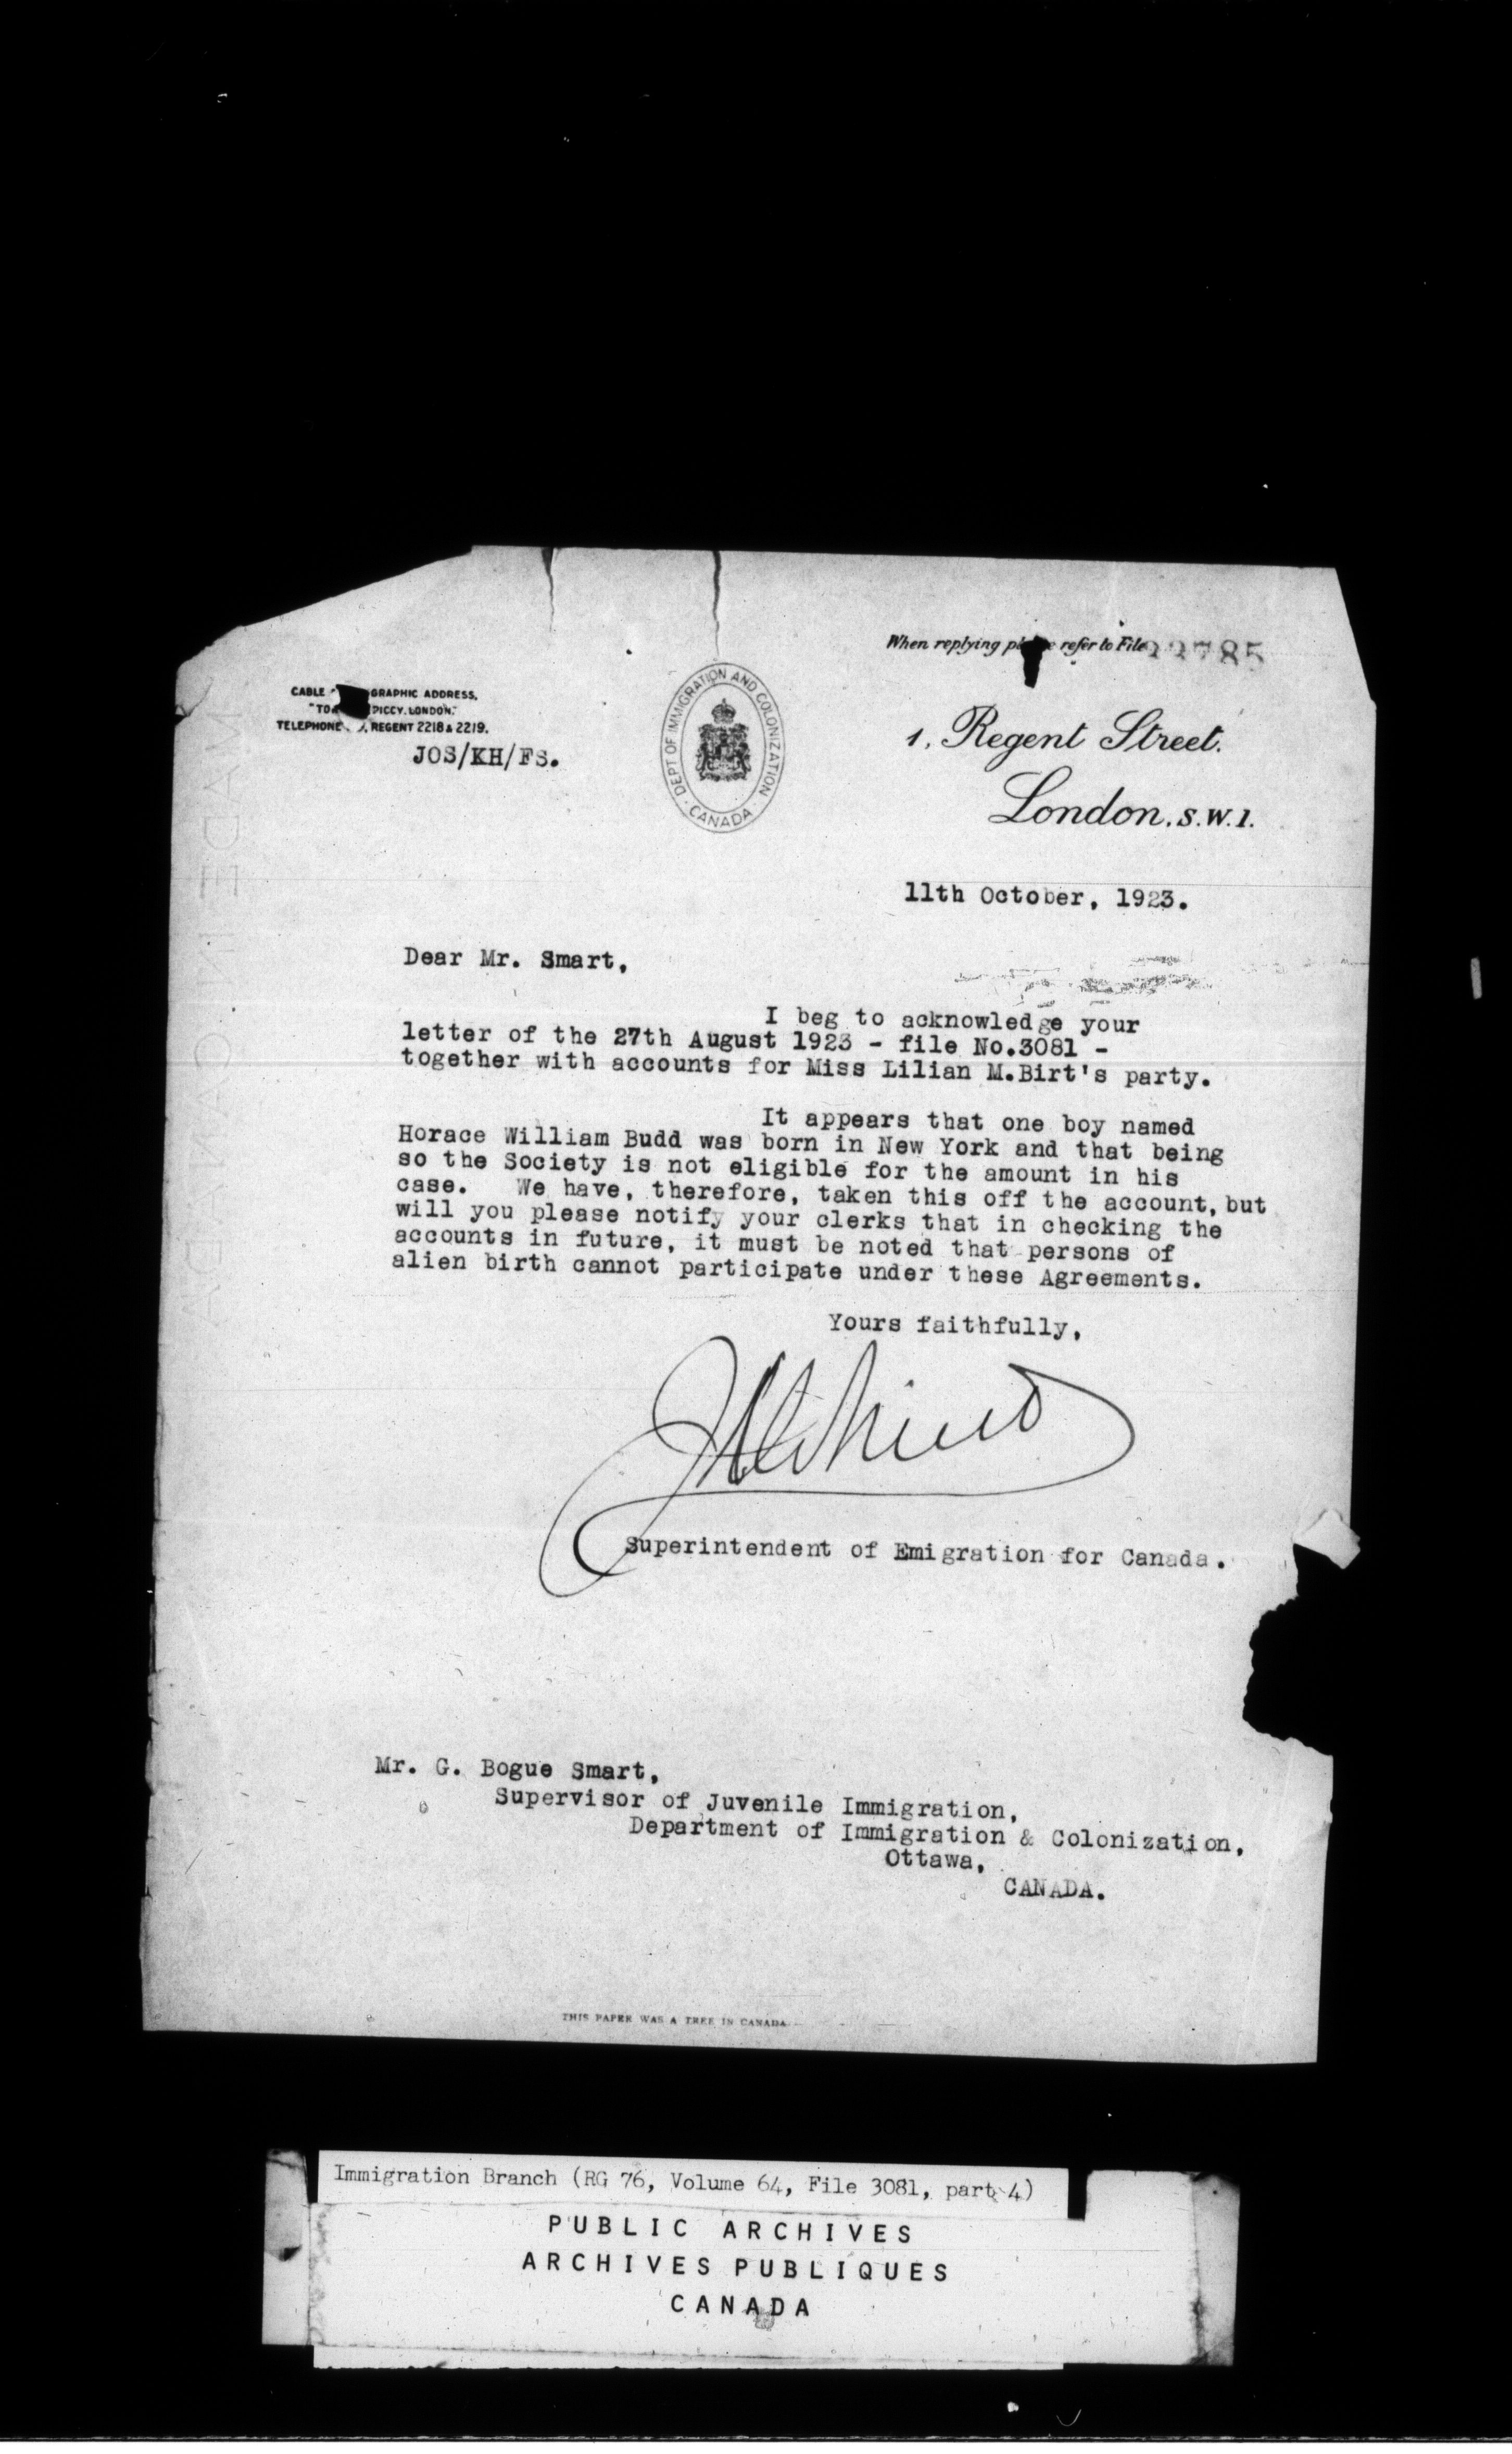 When replying please refer to File 22785
CABLE GRAPHIC ADDRESS,
DICCY. LONDON."
TELEPHONE REGENT 2218 & 2219.
JOS/KH/FS.
DEPT OF IMMIGRATION AND COLONIZATION
CANADA
1, Regent Street.
London. S.W.1.
11th October, 1923.
Dear Mr. Smart,
I beg to acknowledge your
letter of the 27th August 1923 - file No.3081 -
together with accounts for Miss Lilian M.Birt's party.
It appears that one boy named
Horace William Budd was born in New York and that being
so the Society is not eligible for the amount in his
case. We have, therefore, taken this off the account, but
will you please notify your clerks that in checking the
accounts in future, it must be noted that persons of
alien birth cannot participate under these Agreements.
Yours faithfully,
Superintendent of Emigration for Canada.
Mr. G. Bogue Smart,
Supervisor of Juvenile Immigration,
Department of Immigration & Colonization,
Ottawa,
CANADA.
THIS PAPER WAS A TREE IN CANADA
Immigration Branch (RG 76, Volume 64, File 3081, part 4)
PUBLIC ARCHIVES
ARCHIVES PUBLIQUES
CANADA